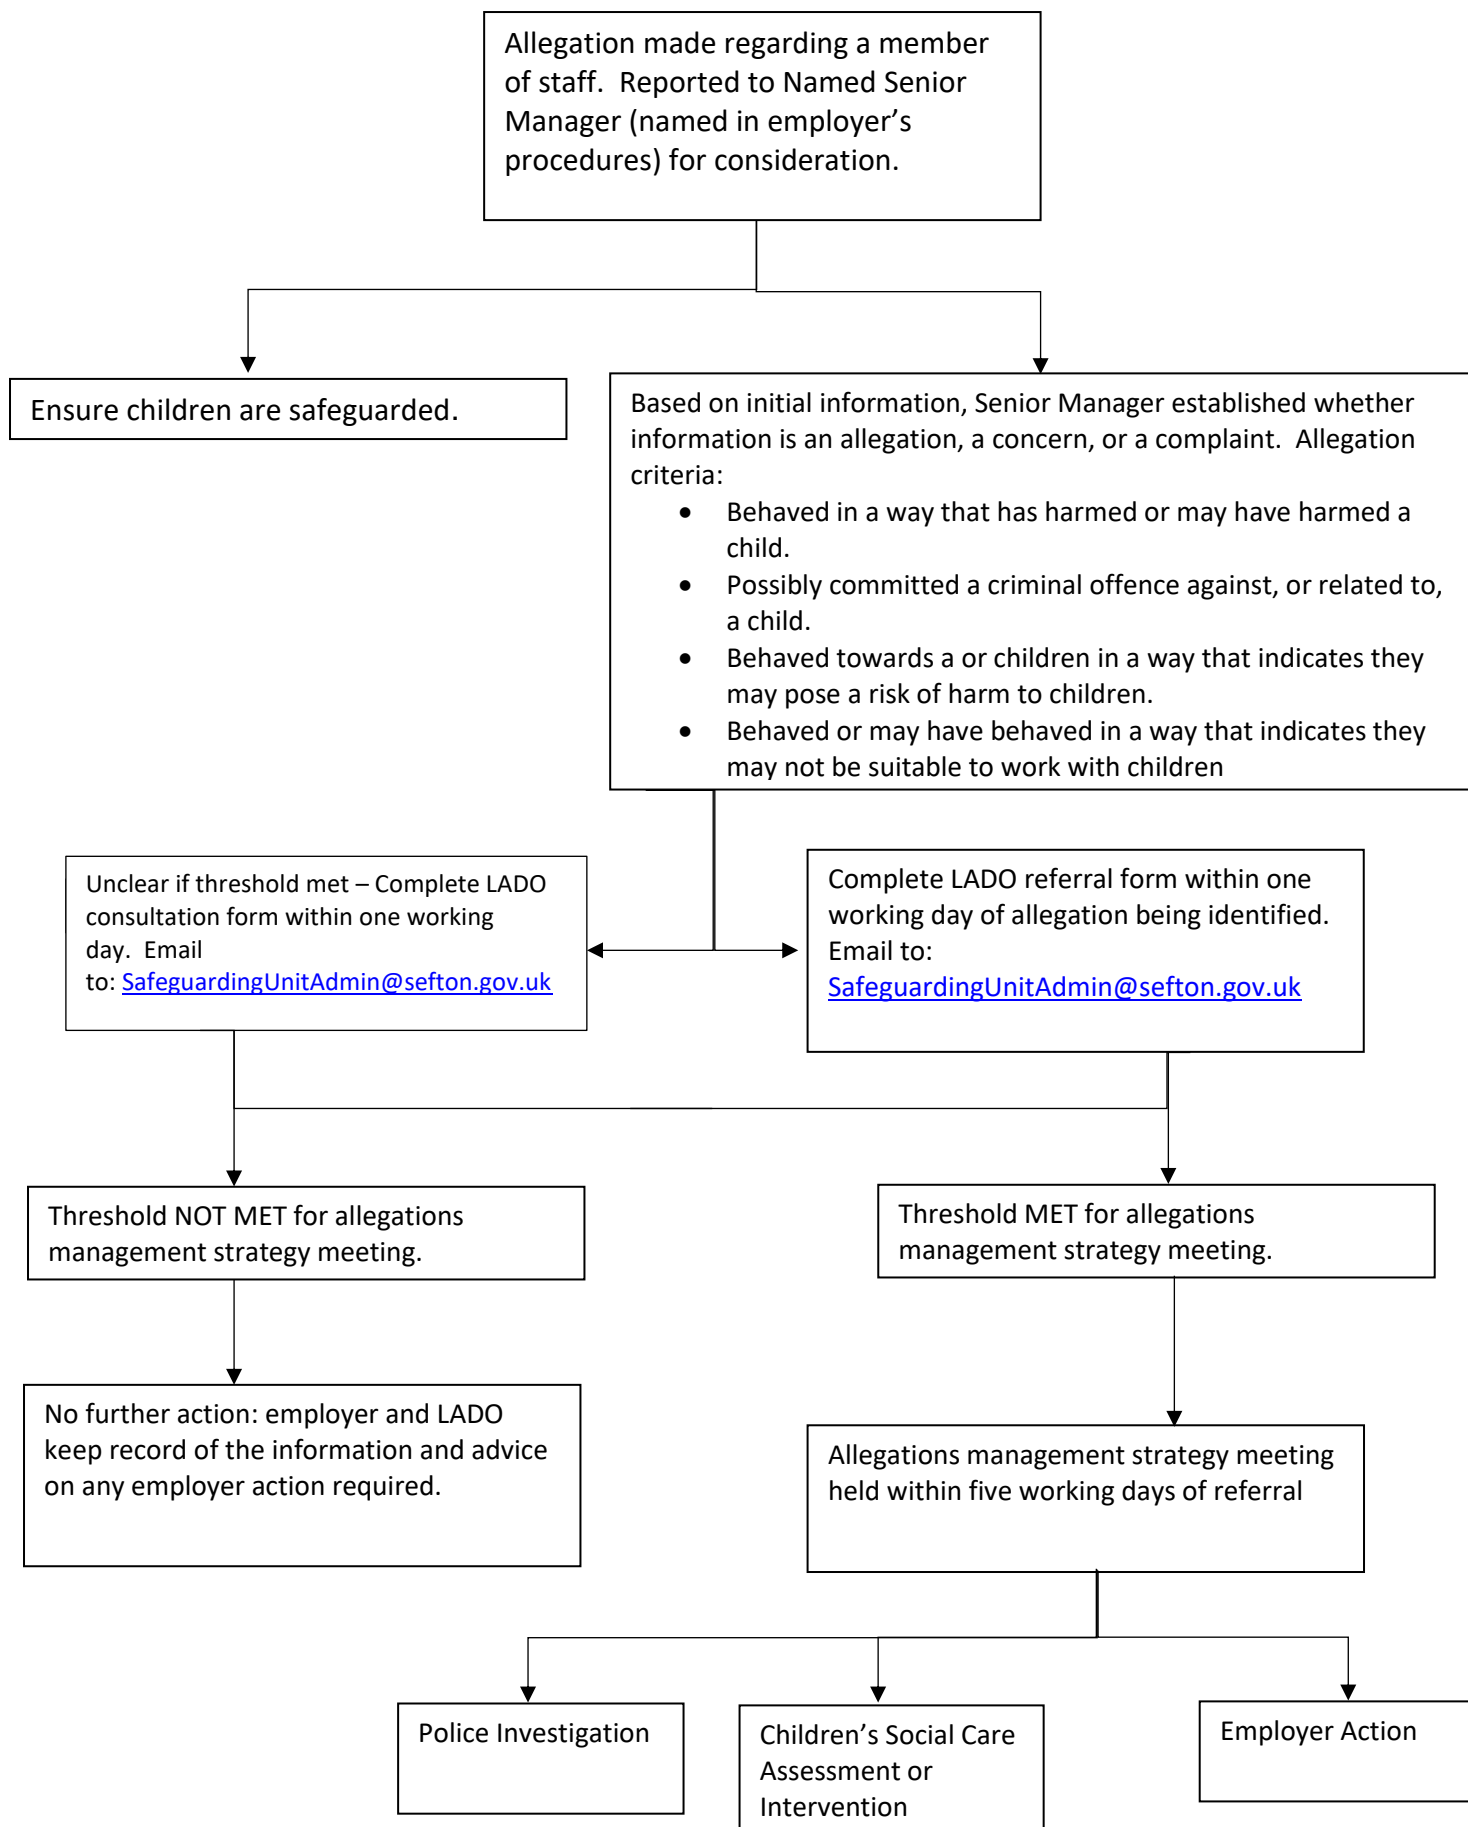 Allegation made regarding a member
of staff.  Reported to Named Senior
Manager (named in employer’s
procedures) for consideration.
Ensure children are safeguarded.
Based on initial information, Senior Manager established whether
information is an allegation, a concern, or a complaint.  Allegation
criteria:
• Behaved in a way that has harmed or may have harmed a
child.
• Possibly committed a criminal offence against, or related to,
a child.
• Behaved towards a or children in a way that indicates they
may pose a risk of harm to children.
• Behaved or may have behaved in a way that indicates they
may not be suitable to work with children
Unclear if threshold met – Complete LADO
consultation form within one working
day.  Email
to: SafeguardingUnitAdmin@sefton.gov.uk
Complete LADO referral form within one
working day of allegation being identified.
Email to:
SafeguardingUnitAdmin@sefton.gov.uk
Threshold NOT MET for allegations
management strategy meeting.
Threshold MET for allegations
management strategy meeting.
No further action: employer and LADO
keep record of the information and advice
on any employer action required.
Allegations management strategy meeting
held within five working days of referral
Police Investigation
Children’s Social Care
Assessment or
Intervention
Employer Action